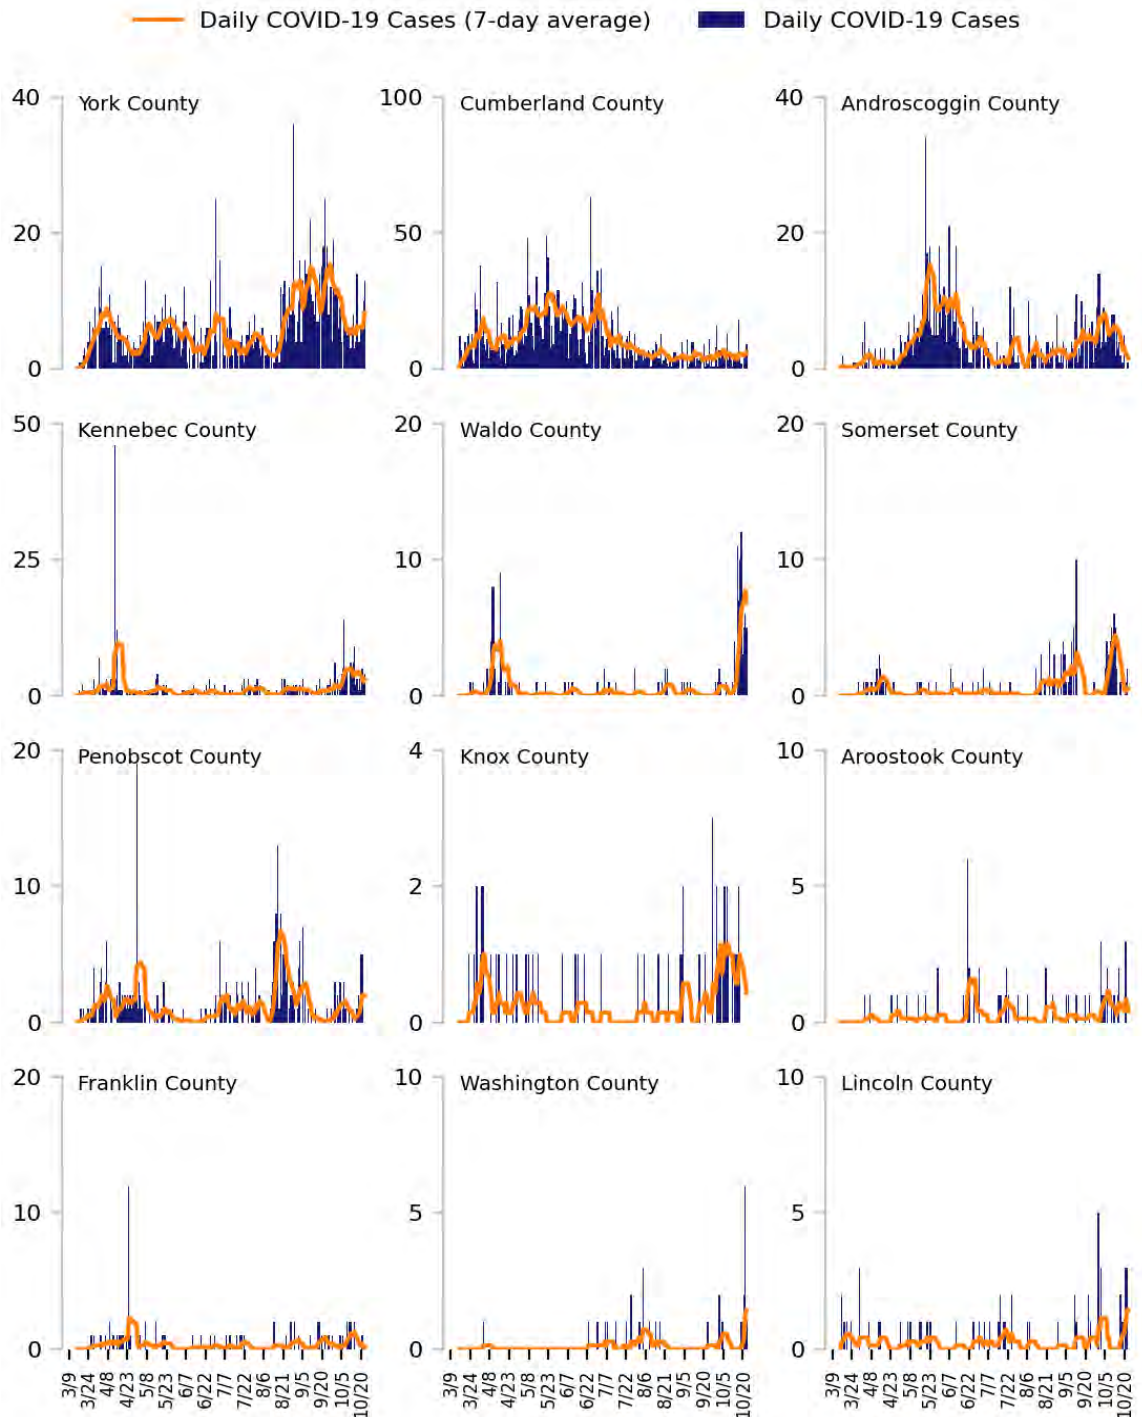 Daily COVID-19 Cases (7-day average) Daily COVID-19 Cases
40 York County 100 Cumberland County 40 Androscoggin County
20 50 20
0 0 0
50 Kennebec County 20 Waldo County 20 Somerset County
25 10 10
0 0 0
20 Penobscot County 4 Knox County 10 Aroostook County
10 2 5
0 0 0
20 Franklin County 10 Washington County 10 Lincoln County
10 5 5
0 0 0
3/9 3/24 4/8 4/23 5/8 5/23 6/7 6/22 7/7 7/22 8/6 8/21 9/5 9/20 10/5 10/20 3/9 3/24 4/8 4/23 5/8 5/23 6/7 6/22 7/7 7/22 8/6 8/21 9/5 9/20 10/5 10/20 3/9 3/24 4/8 4/23 5/8 5/23 6/7 6/22 7/7 7/22 8/6 8/21 9/5 9/20 10/5 10/20